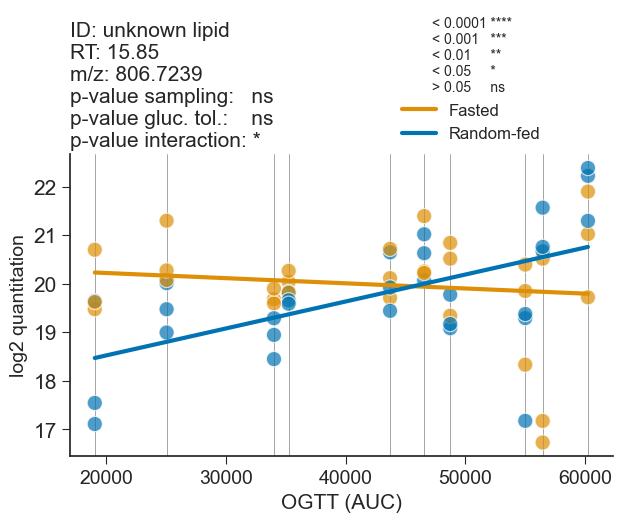 ID: unknown lipid
RT: 15.85
m/z: 806.7239
p-value sampling: ns
p-value gluc. tol.: ns
p-value interaction: *
< 0.0001 ****
< 0.001 ***
< 0.01 **
< 0.05 *
> 0.05 ns
Fasted
Random-fed
log2 quantitation
22
21
20
19
18
17
20000 30000 40000 50000 60000
OGTT (AUC)